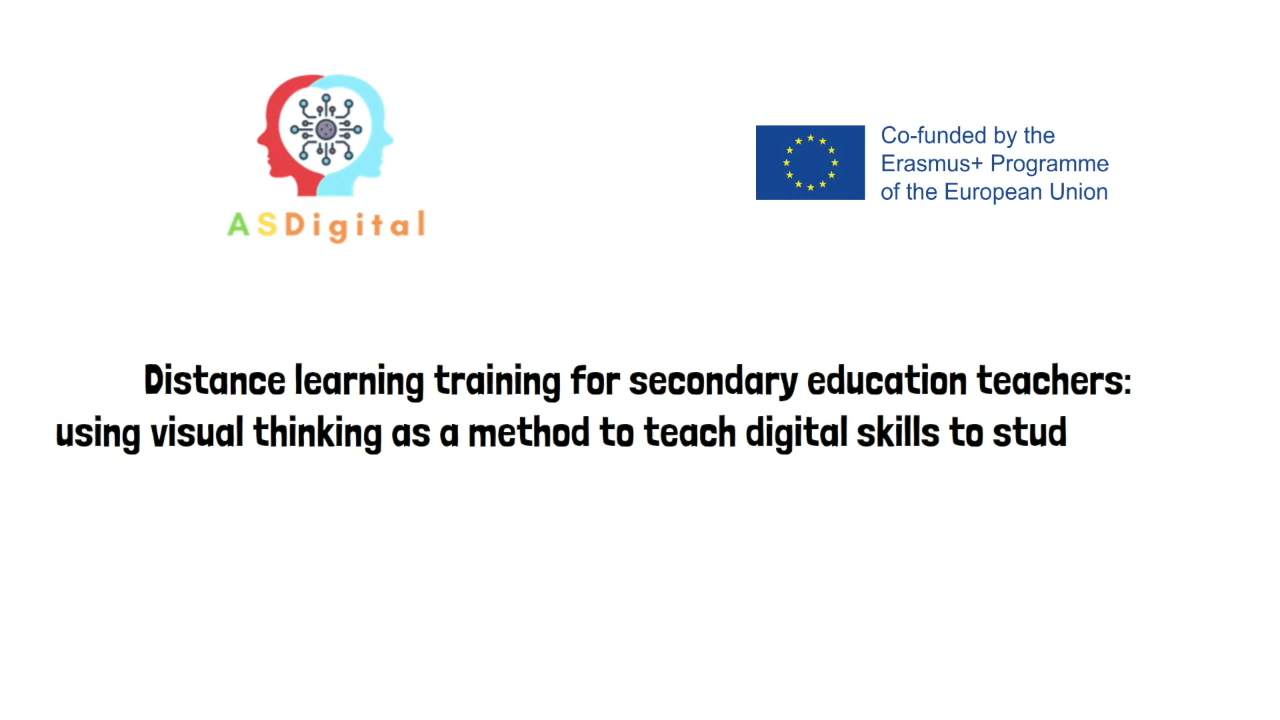 ASDigital
Co-funded by the
Erasmus+ Programme
of the European Union
Distance learning training for secondary education teachers:
using visual thinking as a method to teach digital skills to stud